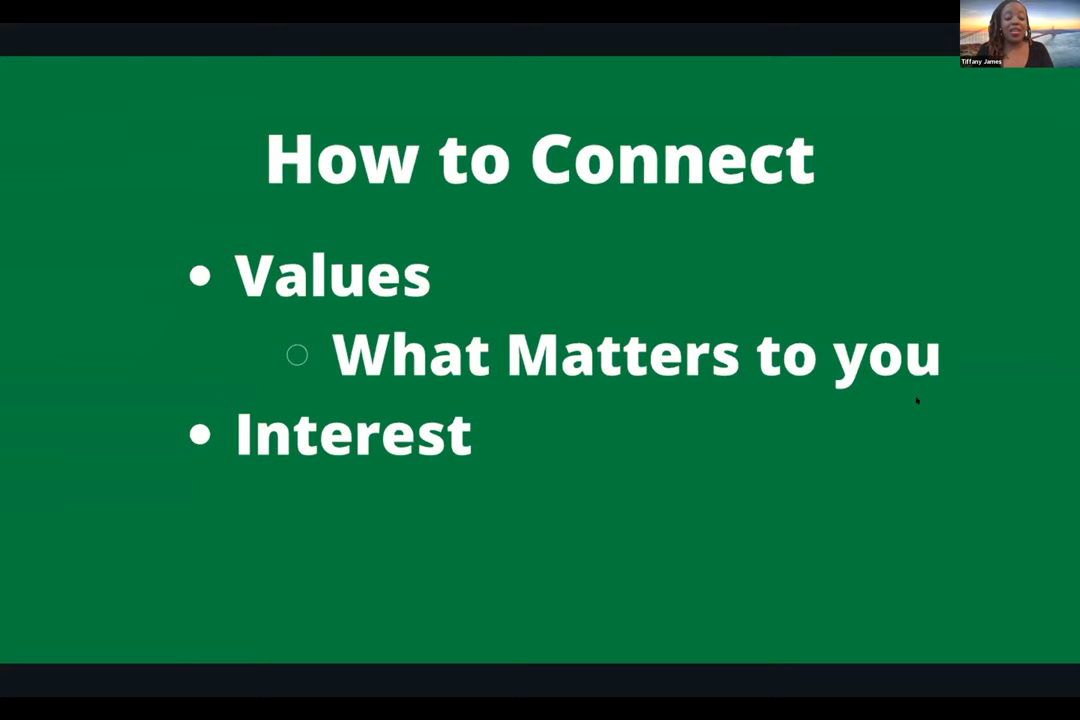 Tiffany James
How to Connect
Values
What Matters to you
Interest